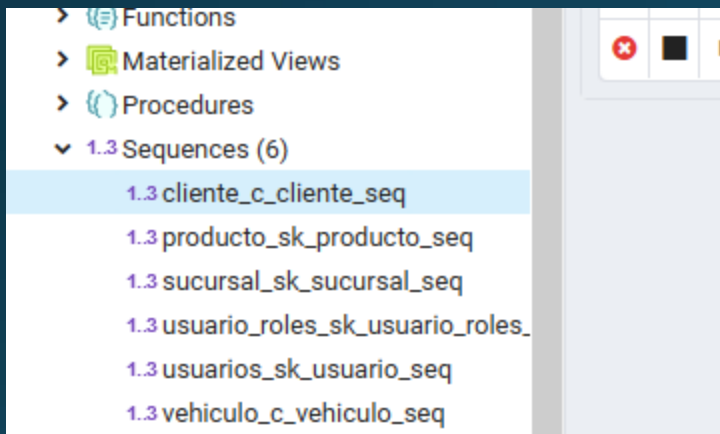 Functions
Materialized Views
Procedures
1..3 Sequences (6)
1..3 cliente_c_cliente_seq
1..3 producto_sk_producto_seq
1..3 sucursal_sk_sucursal_seq
1..3 usuario_roles_sk_usuario_roles_
1..3 usuarios_sk_usuario_seq
1..3 vehiculo_c_vehiculo_seq